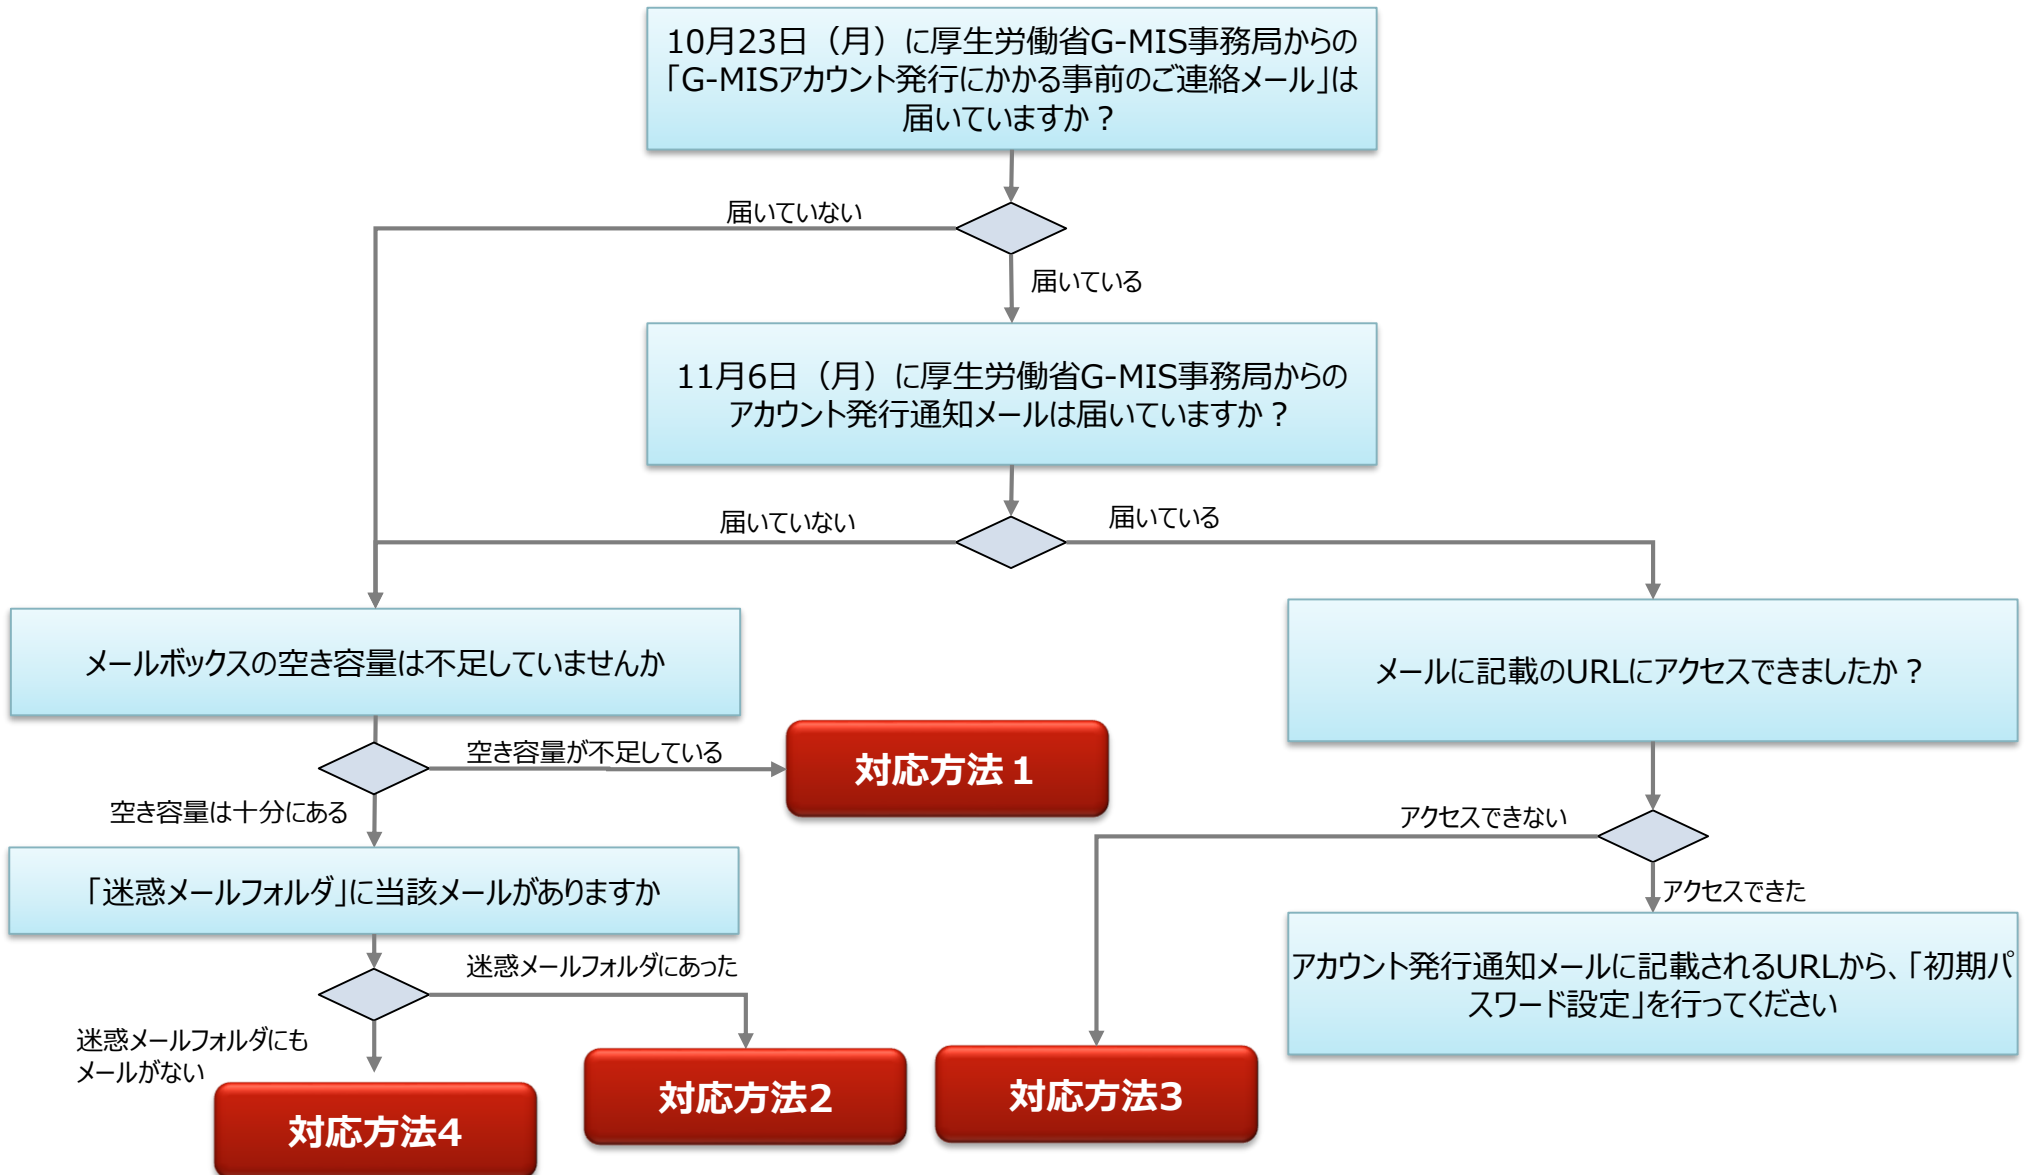 10月23日（月）に厚生労働省G-MIS事務局からの
「G-MISアカウント発行にかかる事前のご連絡メール」は
届いていますか？
届いていない
届いている
11月6日（月）に厚生労働省G-MIS事務局からの
アカウント発行通知メールは届いていますか？
届いていない
届いている
メールボックスの空き容量は不足していませんか
メールに記載のURLにアクセスできましたか？
空き容量が不足している
対応方法１
空き容量は十分にある
アクセスできない
「迷惑メールフォルダ」に当該メールがありますか
アクセスできた
迷惑メールフォルダにあった
アカウント発行通知メールに記載されるURLから、「初期パ
スワード設定」を行ってください
迷惑メールフォルダにも
メールがない
対応方法2
対応方法3
対応方法4